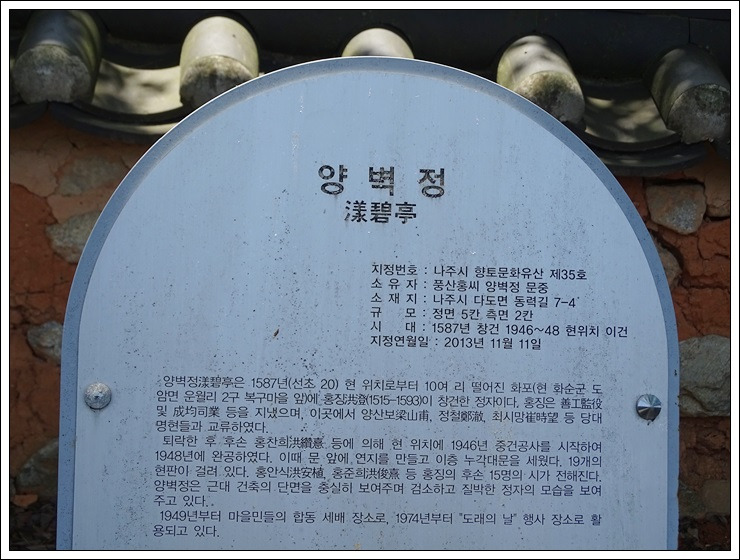 양벽정
漾碧亭
지정번호 : 나주시 향토문화유산 제35호
소 유 자 : 풍산홍씨 양벽정 문중
소 재 지 : 나주시 다도면 동력길 7-4
규 모 : 정면 5칸 측면 2칸
시 대 : 1587년 창건 1946~48 현위치 이건
지정연월일 : 2013년 11월 11일
양벽정漾碧亭은 1587년(선조 20) 현 위치로부터 10여 리 떨어진 화포(현 화순군 도
암면 운월리 2구 복구마을 앞)에 홍징洪澄(1515-1593)이 창건한 정자이다. 홍징은 善工監役
및 成均司業 등을 지냈으며, 이곳에서 양산보梁山甫, 정철鄭澈, 최시망崔時望 등 당대
명현들과 교류하였다.
퇴락한 후 후손 홍찬희洪纘憙 등에 의해 현 위치에 1946년 중건공사를 시작하여
1948년에 완공하였다. 이때 문 앞에 연지를 만들고 이층 누각대문을 세웠다. 19개의
현판이 걸려 있다. 홍안식洪安植, 홍준희洪俊憙 등 홍징의 후손 15명의 시가 전해진다.
양벽정은 근대 건축의 단면을 충실히 보여주며 검소하고 질박한 정자의 모습을 보여
주고 있다.
1949년부터 마을민들의 합동 세배 장소로, 1974년부터 "도래의 날" 행사 장소로 활
용되고 있다.